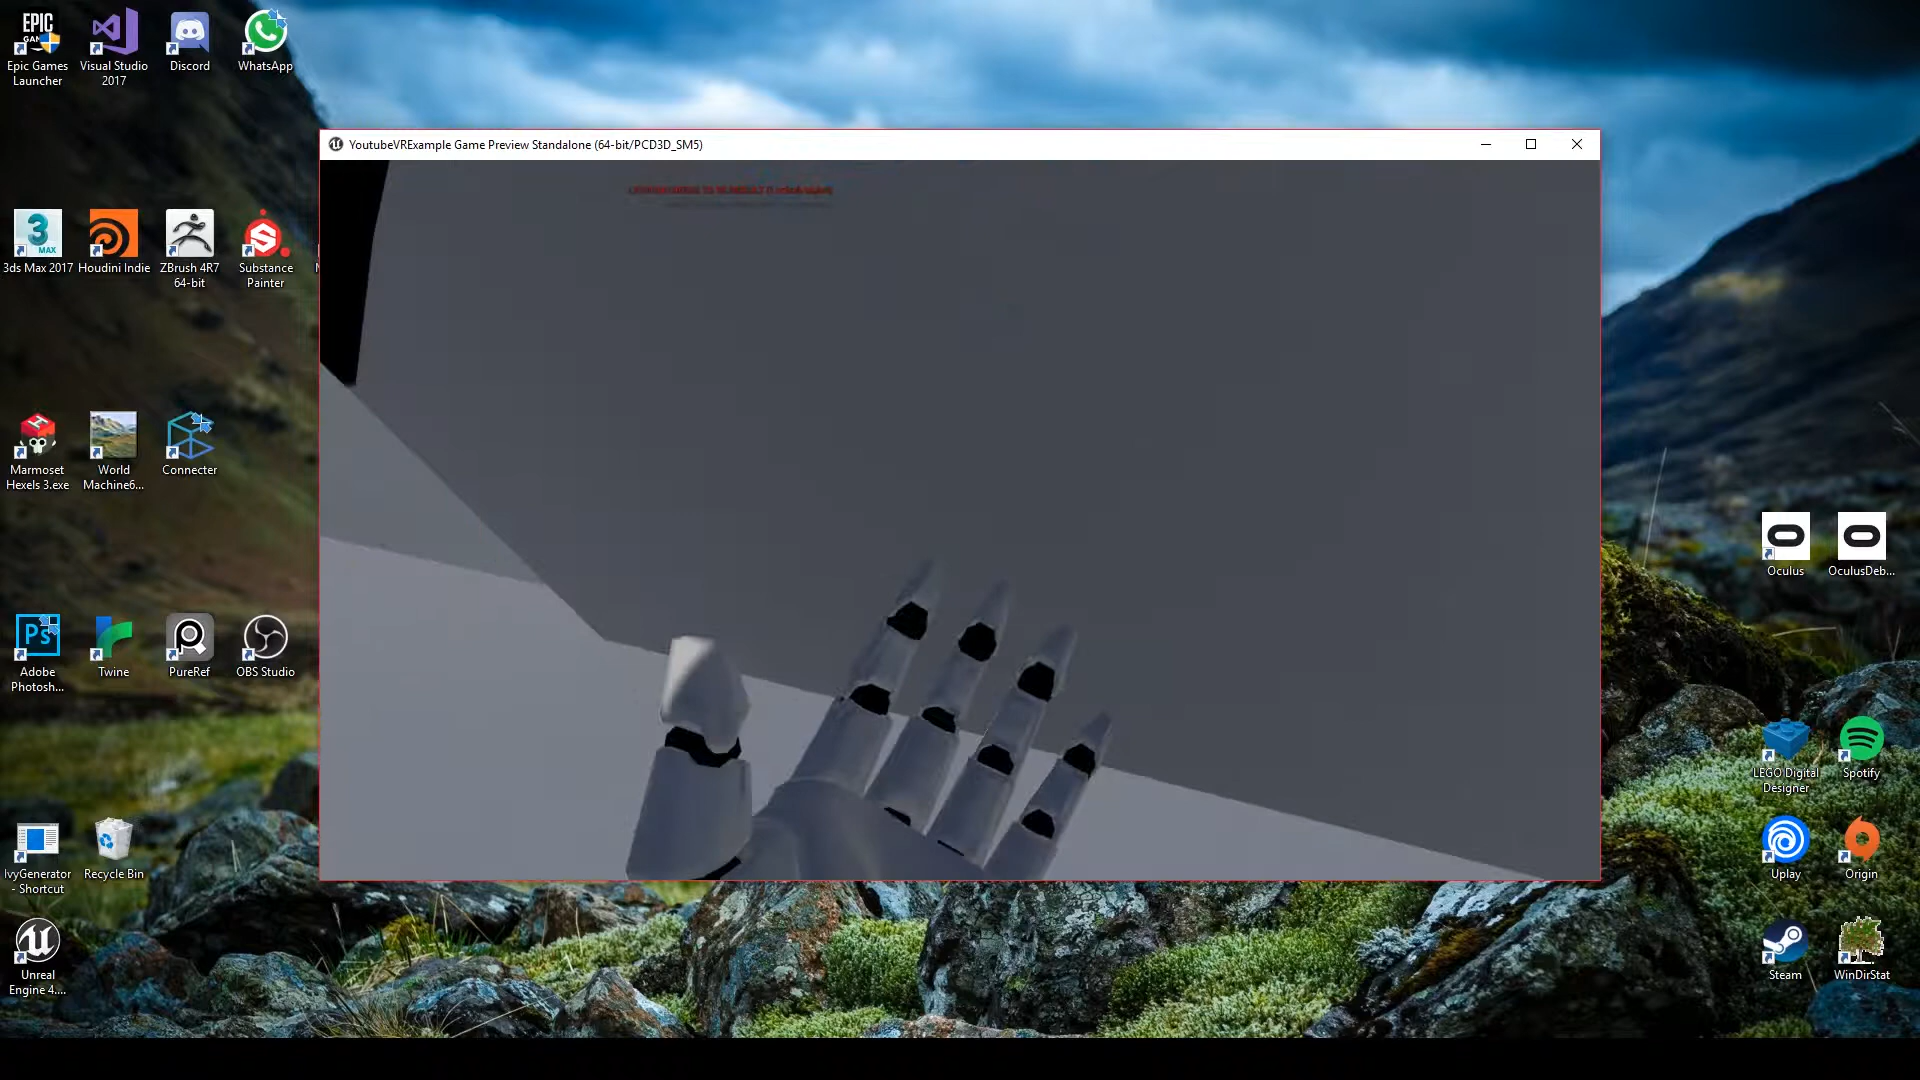 Epic Games
Launcher
Visual Studio
2017
Discord
WhatsApp
YoutubeVRExample Game Preview Standalone (64-bit/PCD3D_SM5)
3ds Max 2017
Houdini Indie
ZBrush 4R7
64-bit
Substance
Painter
Marmoset
Hexels 3.exe
World
Machine6...
Connecter
Oculus
OculusDeb...
Adobe
Photosh...
Twine
PureRef
OBS Studio
LEGO Digital
Designer
Spotify
IvyGenerator
- Shortcut
Recycle Bin
Uplay
Origin
Unreal
Engine 4....
Steam
WinDirStat
EPIC
3
MAX
Ps